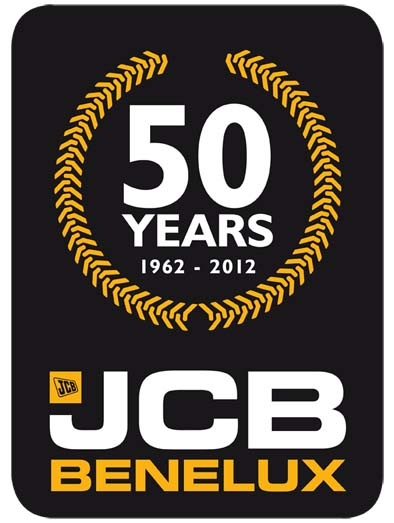 50
YEARS
1962 - 2012
JCB
JCB
BENELUX